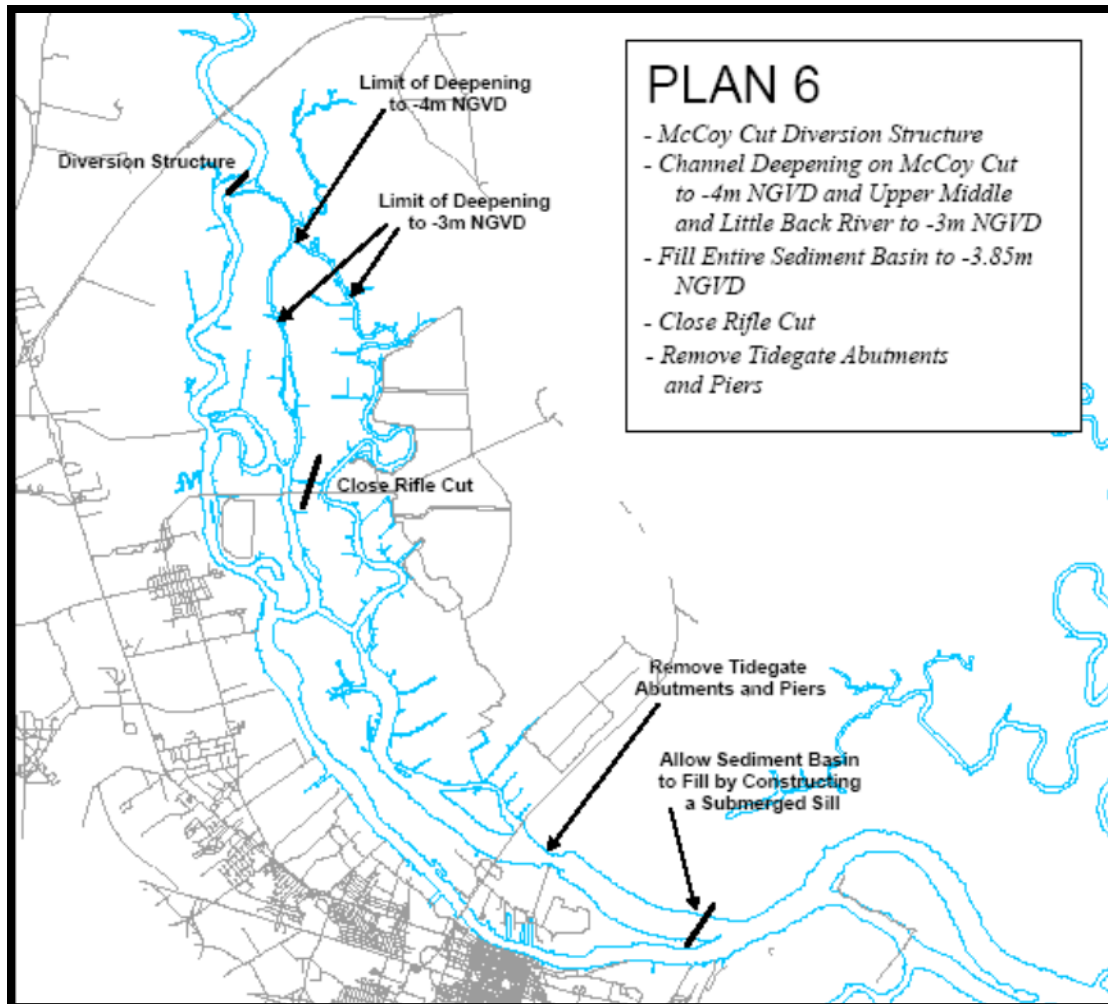 Limit of Deepening
to -4m NGVD
Diversion Structure
Limit of Deepening
to -3m NGVD
PLAN 6
- McCoy Cut Diversion Structure
- Channel Deepening on McCoy Cut
to -4m NGVD and Upper Middle
and Little Back River to -3m NGVD
- Fill Entire Sediment Basin to -3.85m
NGVD
- Close Rifle Cut
- Remove Tidegate Abutments
and Piers
Close Rifle Cut
Remove Tidegate
Abutments and Piers
Allow Sediment Basin
to Fill by Constructing
a Submerged Sill